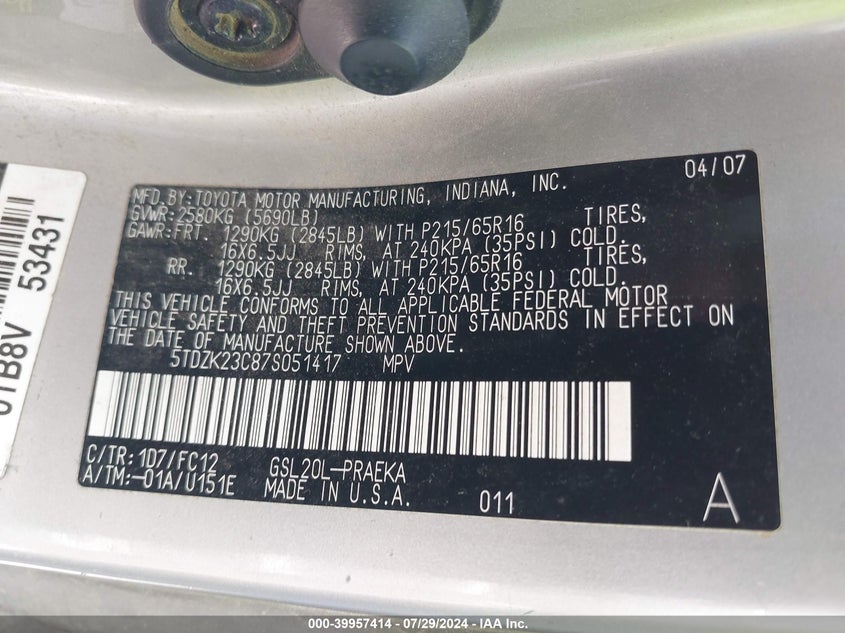 04/07
MFD.BY:TOYOTA MOTOR MANUFACTURING, INDIANA, INC.
GVWR:2580KG (5690LB)
GAWR:FRT. 1290KG (2845LB) WITH P215/65R16 TIRES,
16X6.5JJ RIMS, AT 240KPA (35PSI) COLD.
RR. 1290KG (2845LB) WITH P215/65R16 TIRES,
16X6.5JJ RIMS, AT 240KPA (35PSI) COLD.
THIS VEHICLE CONFORMS TO ALL APPLICABLE FEDERAL MOTOR
VEHICLE SAFETY AND THEFT PREVENTION STANDARDS IN EFFECT ON
THE DATE OF MANUFACTURE SHOWN ABOVE.
5TDZK23C87S051417 MPV
C/TR: 1D7/FC12 GSL20L-PRAEKA
A/TM:-01A/U151E MADE IN U.S.A. 011 A
53431
000-39957414 - 07/29/2024 - IAA Inc.